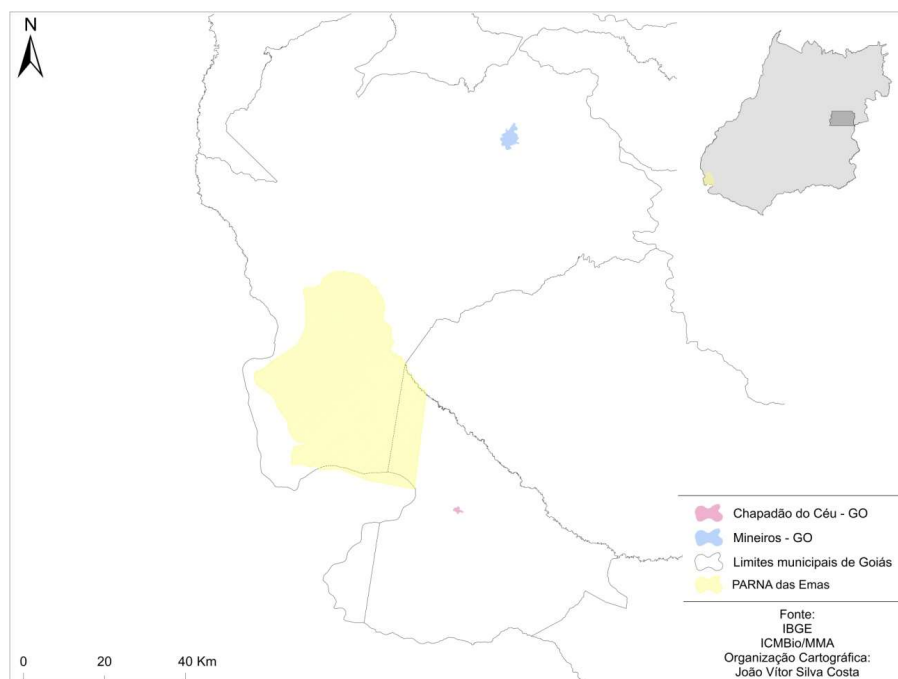 N
Chapadão do Céu - GO
Mineiros - GO
Limites municipais de Goiás
PARNA das Emas
Fonte:
IBGE
ICMBio/MMA
Organização Cartográfica:
João Vítor Silva Costa
0 20 40 Km